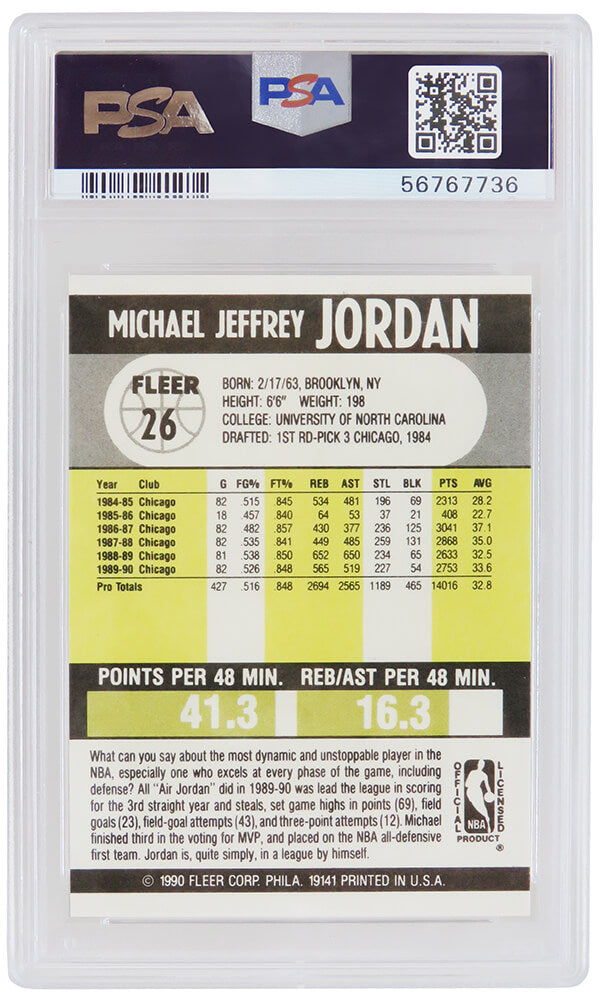 PSA PSA
56767736
MICHAEL JEFFREY JORDAN
FLEER
26
BORN: 2/17/63, BROOKLYN, NY
HEIGHT: 6'6" WEIGHT: 198
COLLEGE: UNIVERSITY OF NORTH CAROLINA
DRAFTED: 1ST RD-PICK 3 CHICAGO, 1984
Year Club G FG% FT% REB AST STL BLK PTS AVG
1984-85 Chicago 82 .515 .845 534 481 196 69 2313 28.2
1985-86 Chicago 18 .457 .840 64 53 37 21 408 22.7
1986-87 Chicago 82 .482 .857 430 377 236 125 3041 37.1
1987-88 Chicago 82 .535 .841 449 485 259 131 2868 35.0
1988-89 Chicago 81 .538 .850 652 650 234 65 2633 32.5
1989-90 Chicago 82 .526 .848 565 519 227 54 2753 33.6
Pro Totals 427 .516 .848 2694 2565 1189 465 14016 32.8
POINTS PER 48 MIN. REB/AST PER 48 MIN.
41.3 16.3
What can you say about the most dynamic and unstoppable player in the
NBA, especially one who excels at every phase of the game, including
defense? All "Air Jordan" did in 1989-90 was lead the league in scoring
for the 3rd straight year and steals, set game highs in points (69), field
goals (23), field-goal attempts (43), and three-point attempts (12). Michael
finished third in the voting for MVP, and placed on the NBA all-defensive
first team. Jordan is, quite simply, in a league by himself.
OFFICIAL
NBA
LICENSED
PRODUCT
®
© 1990 FLEER CORP. PHILA. 19141 PRINTED IN U.S.A.